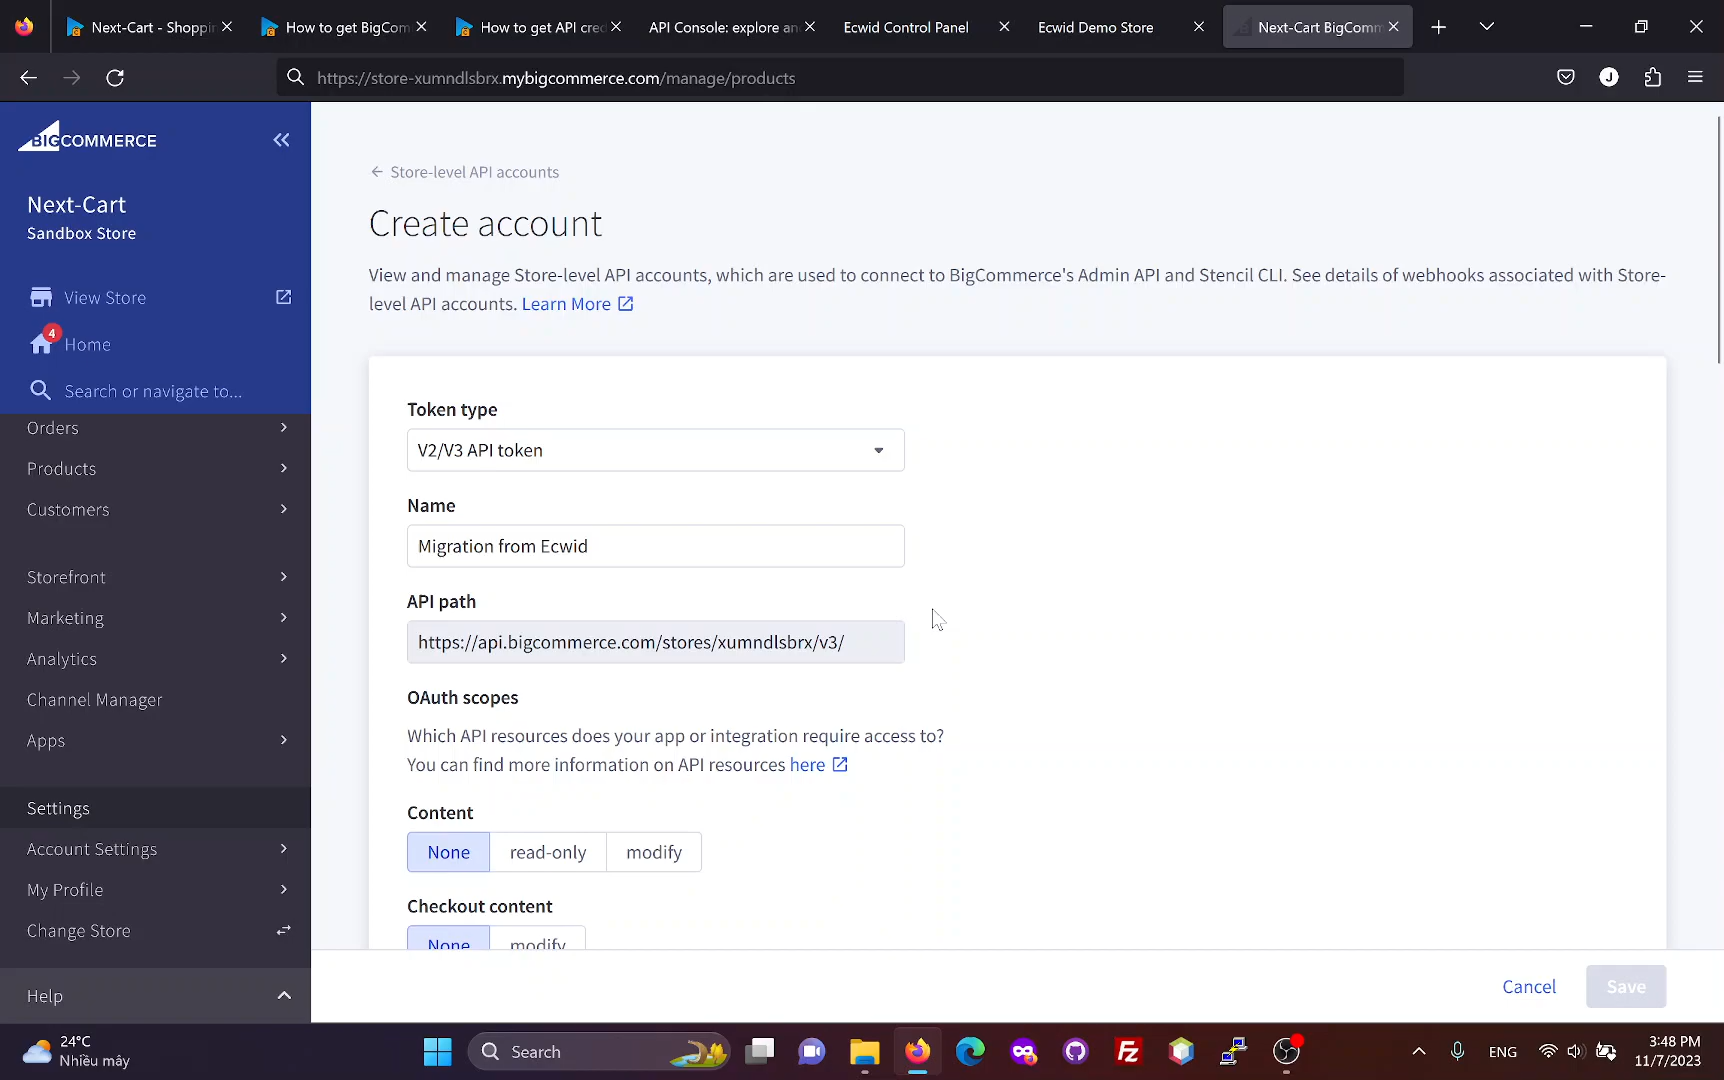 Next-Cart - Shoppin
How to get BigCom
How to get API cred
API Console: explore an
Ecwid Control Panel
Ecwid Demo Store
Next-Cart BigComm
J
https://store-xumndlsbrx.mybigcommerce.com/manage/products
BIGCOMMERCE
Next-Cart
Sandbox Store
View Store
4
Home
Search or navigate to...
Orders
Products
Customers
Storefront
Marketing
Analytics
Channel Manager
Apps
Settings
Account Settings
My Profile
Change Store
Help
Store-level API accounts
Create account
View and manage Store-level API accounts, which are used to connect to BigCommerce's Admin API and Stencil CLI. See details of webhooks associated with Store-
level API accounts. Learn More
Token type
V2/V3 API token
Name
Migration from Ecwid
API path
https://api.bigcommerce.com/stores/xumndlsbrx/v3/
OAuth scopes
Which API resources does your app or integration require access to?
You can find more information on API resources here
Content
None read-only modify
Checkout content
None modify
Cancel
Save
24°C
Nhiều mây
Search
Fz
ENG
3:48 PM
11/7/2023